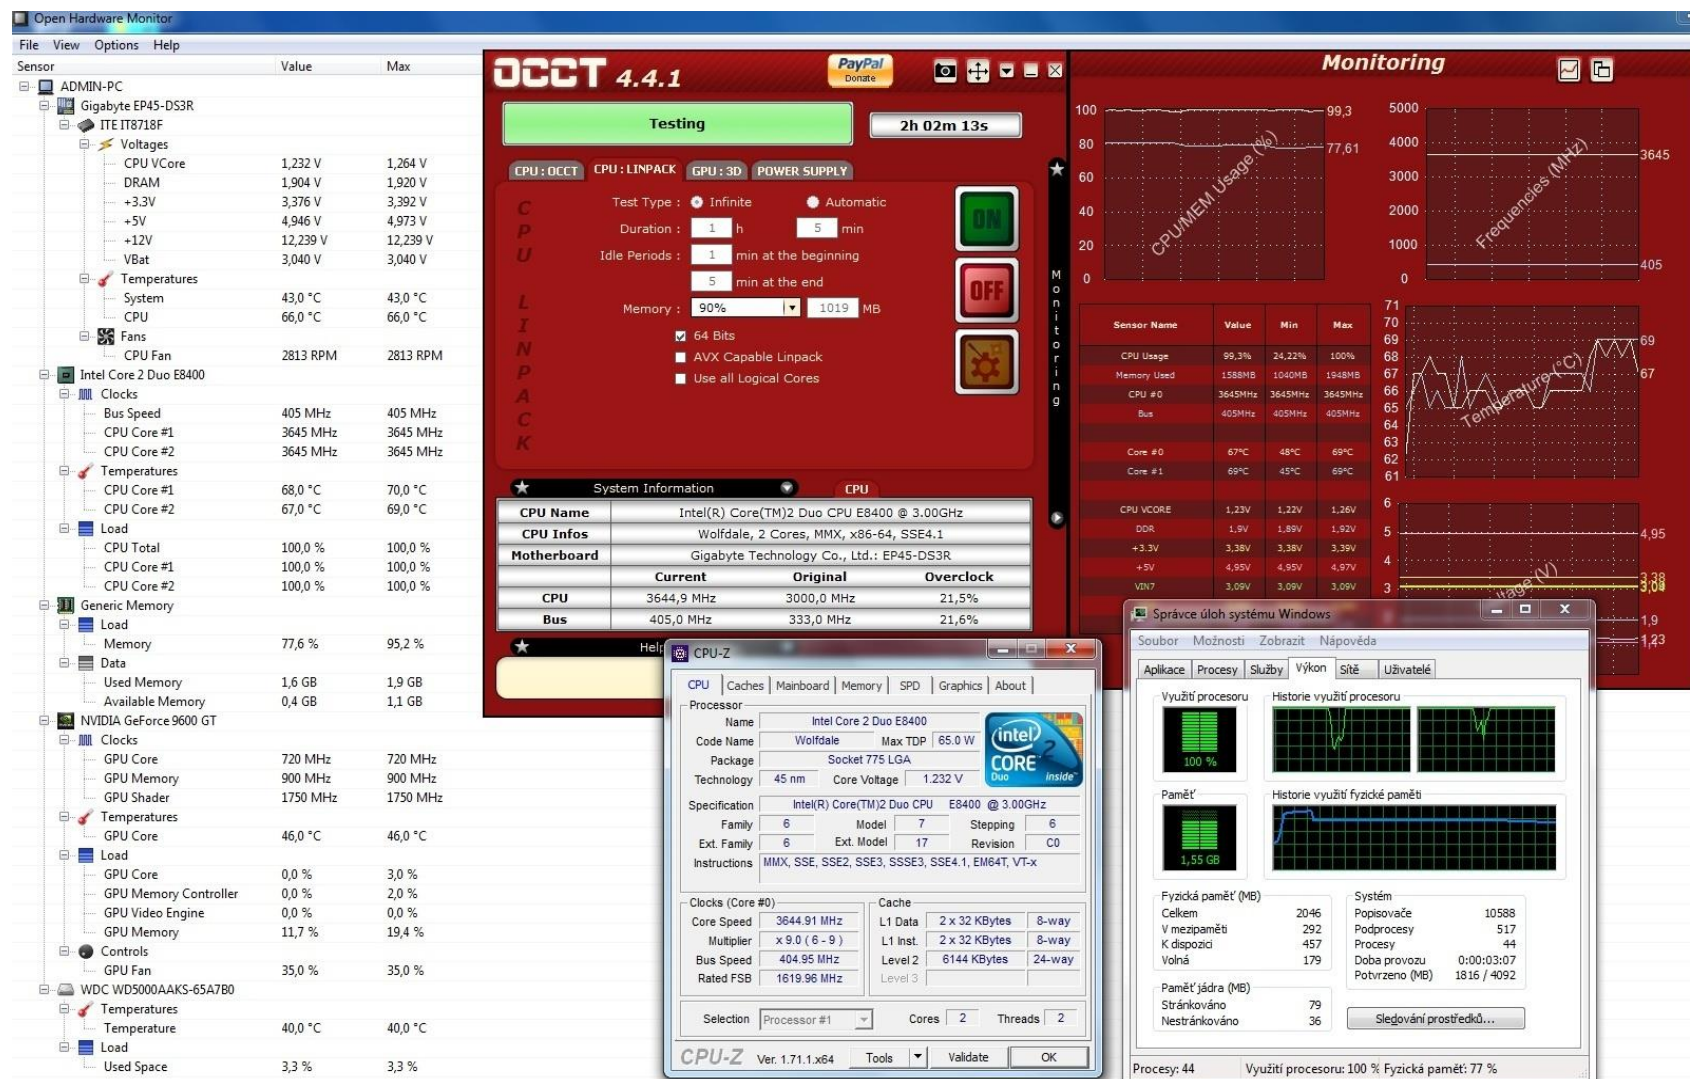 Open Hardware Monitor
File View Options Help
Sensor Value Max
ADMIN-PC
Gigabyte EP45-DS3R
ITE IT8718F
Voltages
CPU VCore 1,232 V 1,264 V
DRAM 1,904 V 1,920 V
+3.3V 3,376 V 3,392 V
+5V 4,946 V 4,973 V
+12V 12,239 V 12,239 V
VBat 3,040 V 3,040 V
Temperatures
System 43,0 °C 43,0 °C
CPU 66,0 °C 66,0 °C
Fans
CPU Fan 2813 RPM 2813 RPM
Intel Core 2 Duo E8400
Clocks
Bus Speed 405 MHz 405 MHz
CPU Core #1 3645 MHz 3645 MHz
CPU Core #2 3645 MHz 3645 MHz
Temperatures
CPU Core #1 68,0 °C 70,0 °C
CPU Core #2 67,0 °C 69,0 °C
Load
CPU Total 100,0 % 100,0 %
CPU Core #1 100,0 % 100,0 %
CPU Core #2 100,0 % 100,0 %
Generic Memory
Load
Memory 77,6 % 95,2 %
Data
Used Memory 1,6 GB 1,9 GB
Available Memory 0,4 GB 1,1 GB
NVIDIA GeForce 9600 GT
Clocks
GPU Core 720 MHz 720 MHz
GPU Memory 900 MHz 900 MHz
GPU Shader 1750 MHz 1750 MHz
Temperatures
GPU Core 46,0 °C 46,0 °C
Load
GPU Core 0,0 % 3,0 %
GPU Memory Controller 0,0 % 2,0 %
GPU Video Engine 0,0 % 0,0 %
GPU Memory 11,7 % 19,4 %
Controls
GPU Fan 35,0 % 35,0 %
WDC WD5000AAKS-65A7B0
Temperatures
Temperature 40,0 °C 40,0 °C
Load
Used Space 3,3 % 3,3 %
OCCT 4.4.1
PayPal
Donate
Testing 2h 02m 13s
CPU:OCCT CPU:LINPACK GPU:3D POWER SUPPLY
CPU LINPACK
Test Type : Infinite Automatic
Duration : 1 h 5 min
Idle Periods : 1 min at the beginning
5 min at the end
Memory : 90% 1019 MB
64 Bits
AVX Capable Linpack
Use all Logical Cores
ON
OFF
Monitoring
System Information CPU
CPU Name Intel(R) Core(TM)2 Duo CPU E8400 @ 3.00GHz
CPU Infos Wolfdale, 2 Cores, MMX, x86-64, SSE4.1
Motherboard Gigabyte Technology Co., Ltd.: EP45-DS3R
Current Original Overclock
CPU 3644,9 MHz 3000,0 MHz 21,5%
Bus 405,0 MHz 333,0 MHz 21,6%
Help
Monitoring
100
80
60
40
20
0
99,3
77,61
CPU/MEM Usage (%)
5000
4000
3000
2000
1000
0
3645
405
Frequencies (MHz)
Sensor Name Value Min Max
CPU Usage 99,3% 24,22% 100%
Memory Used 1588MB 1040MB 1948MB
CPU #0 3645MHz 3645MHz 3645MHz
Bus 405MHz 405MHz 405MHz
Core #0 67°C 48°C 69°C
Core #1 69°C 45°C 69°C
CPU VCORE 1,23V 1,22V 1,26V
DDR 1,9V 1,89V 1,92V
+3.3V 3,38V 3,38V 3,39V
+5V 4,95V 4,95V 4,97V
VIN7 3,09V 3,09V 3,09V
71
70
69
68
67
66
65
64
63
62
61
69
67
Temperature (°C)
6
5
4
3
4,95
3,38
1,9
1,23
CPU-Z
CPU Caches Mainboard Memory SPD Graphics About
Processor
Name Intel Core 2 Duo E8400
Code Name Wolfdale Max TDP 65.0 W
Package Socket 775 LGA
Technology 45 nm Core Voltage 1.232 V
intel
CORE 2
Duo inside™
Specification Intel(R) Core(TM)2 Duo CPU E8400 @ 3.00GHz
Family 6 Model 7 Stepping 6
Ext. Family 6 Ext. Model 17 Revision C0
Instructions MMX, SSE, SSE2, SSE3, SSSE3, SSE4.1, EM64T, VT-x
Clocks (Core #0)
Core Speed 3644.91 MHz
Multiplier x 9.0 ( 6 - 9 )
Bus Speed 404.95 MHz
Rated FSB 1619.96 MHz
Cache
L1 Data 2 x 32 KBytes 8-way
L1 Inst. 2 x 32 KBytes 8-way
Level 2 6144 KBytes 24-way
Level 3
Selection Processor #1 Cores 2 Threads 2
CPU-Z Ver. 1.71.1.x64 Tools Validate OK
Správce úloh systému Windows
Soubor Možnosti Zobrazit Nápověda
Aplikace Procesy Služby Výkon Sítě Uživatelé
Využití procesoru Historie využití procesoru
100 %
Paměť Historie využití fyzické paměti
1,55 GB
Fyzická paměť (MB)
Celkem 2046
V mezipaměti 292
K dispozici 457
Volná 179
Systém
Popisovače 10588
Podprocesy 517
Procesy 44
Doba provozu 0:00:03:07
Potvrzeno (MB) 1816 / 4092
Paměť jádra (MB)
Stránkováno 79
Nestránkováno 36
Sledování prostředků...
Procesy: 44 Využití procesoru: 100 % Fyzická paměť: 77 %